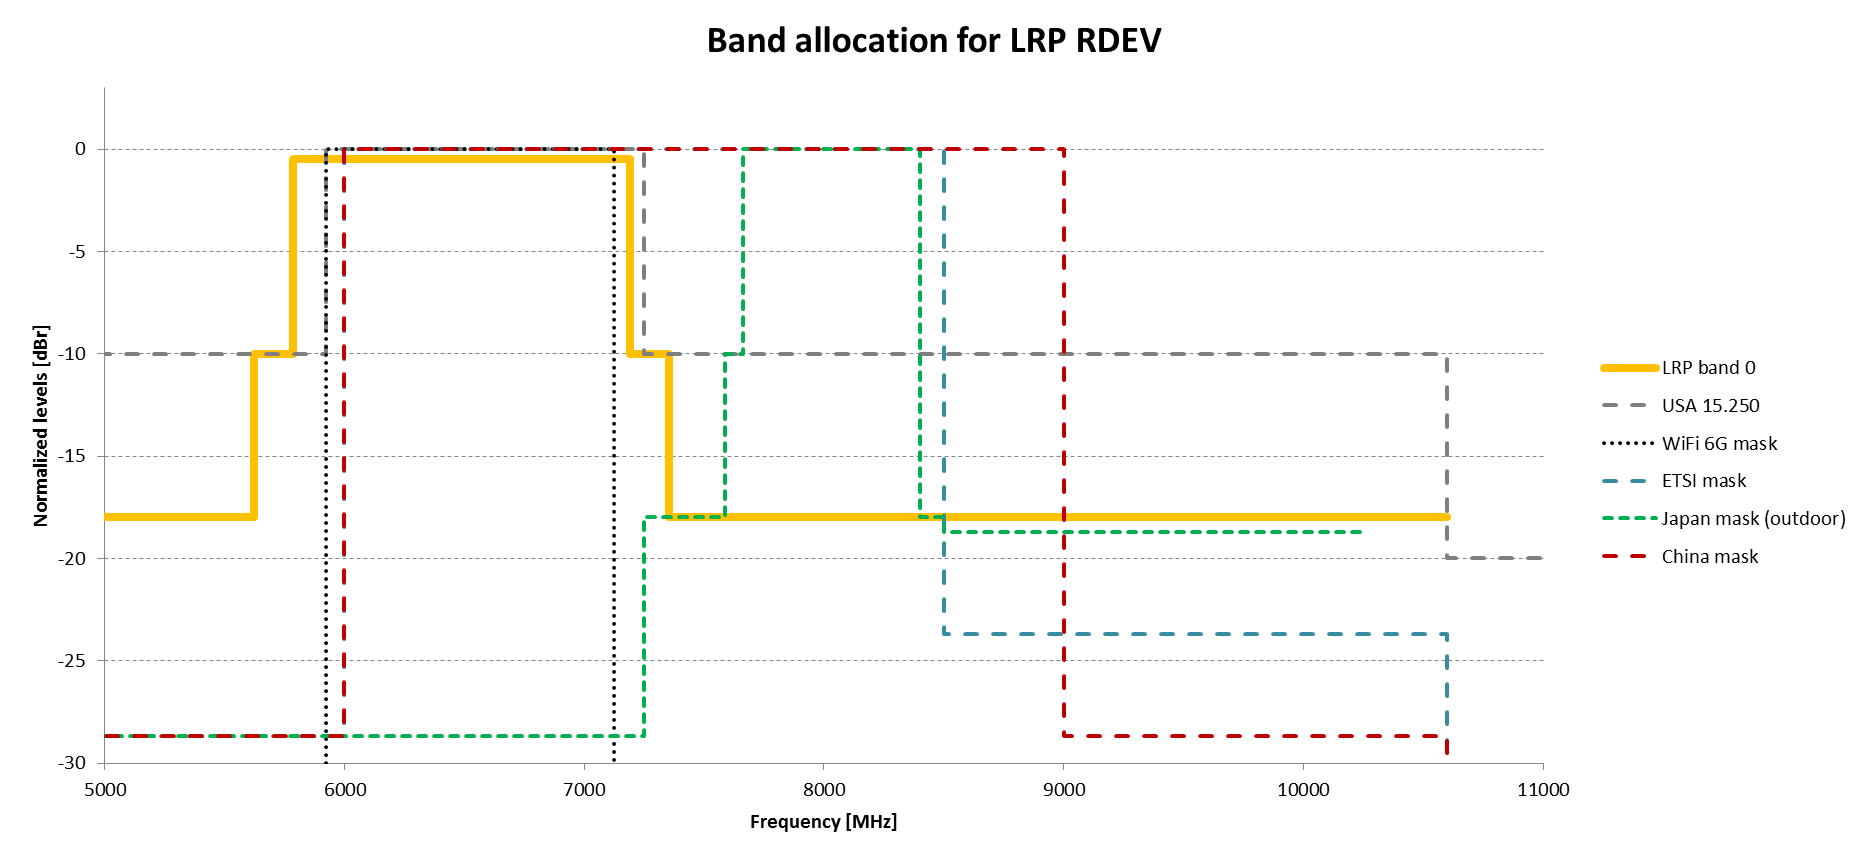 Band allocation for LRP RDEV
Normalized levels [dBr]
0
-5
-10
-15
-20
-25
-30
5000 6000 7000 8000 9000 10000 11000
Frequency [MHz]
LRP band 0
USA 15.250
WiFi 6G mask
ETSI mask
Japan mask (outdoor)
China mask